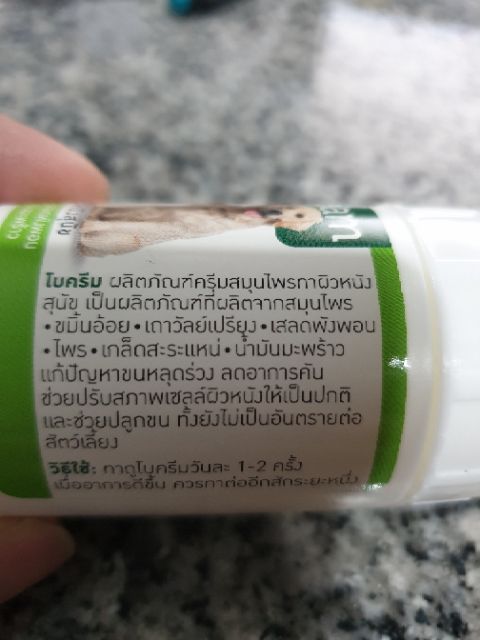 โบครีม ผลิตภัณฑ์ครีมสมุนไพรทาผิวหนัง
สุนัข เป็นผลิตภัณฑ์ที่ผลิตจากสมุนไพร
•ขมิ้นอ้อย•เถาวัลย์เปรียง•เสลดพังพอน
•ไพร•เกล็ดสะระแหน่•น้ำมันมะพร้าว
แก้ปัญหาขนหลุดร่วง ลดอาการคัน
ช่วยปรับสภาพเซลล์ผิวหนังให้เป็นปกติ
และช่วยปลูกขน ทั้งยังไม่เป็นอันตรายต่อ
สัตว์เลี้ยง
วิธีใช้: ทาถูโบครีมวันละ 1-2 ครั้ง
เมื่ออาการดีขึ้น ควรทาต่ออีกสักระยะหนึ่ง